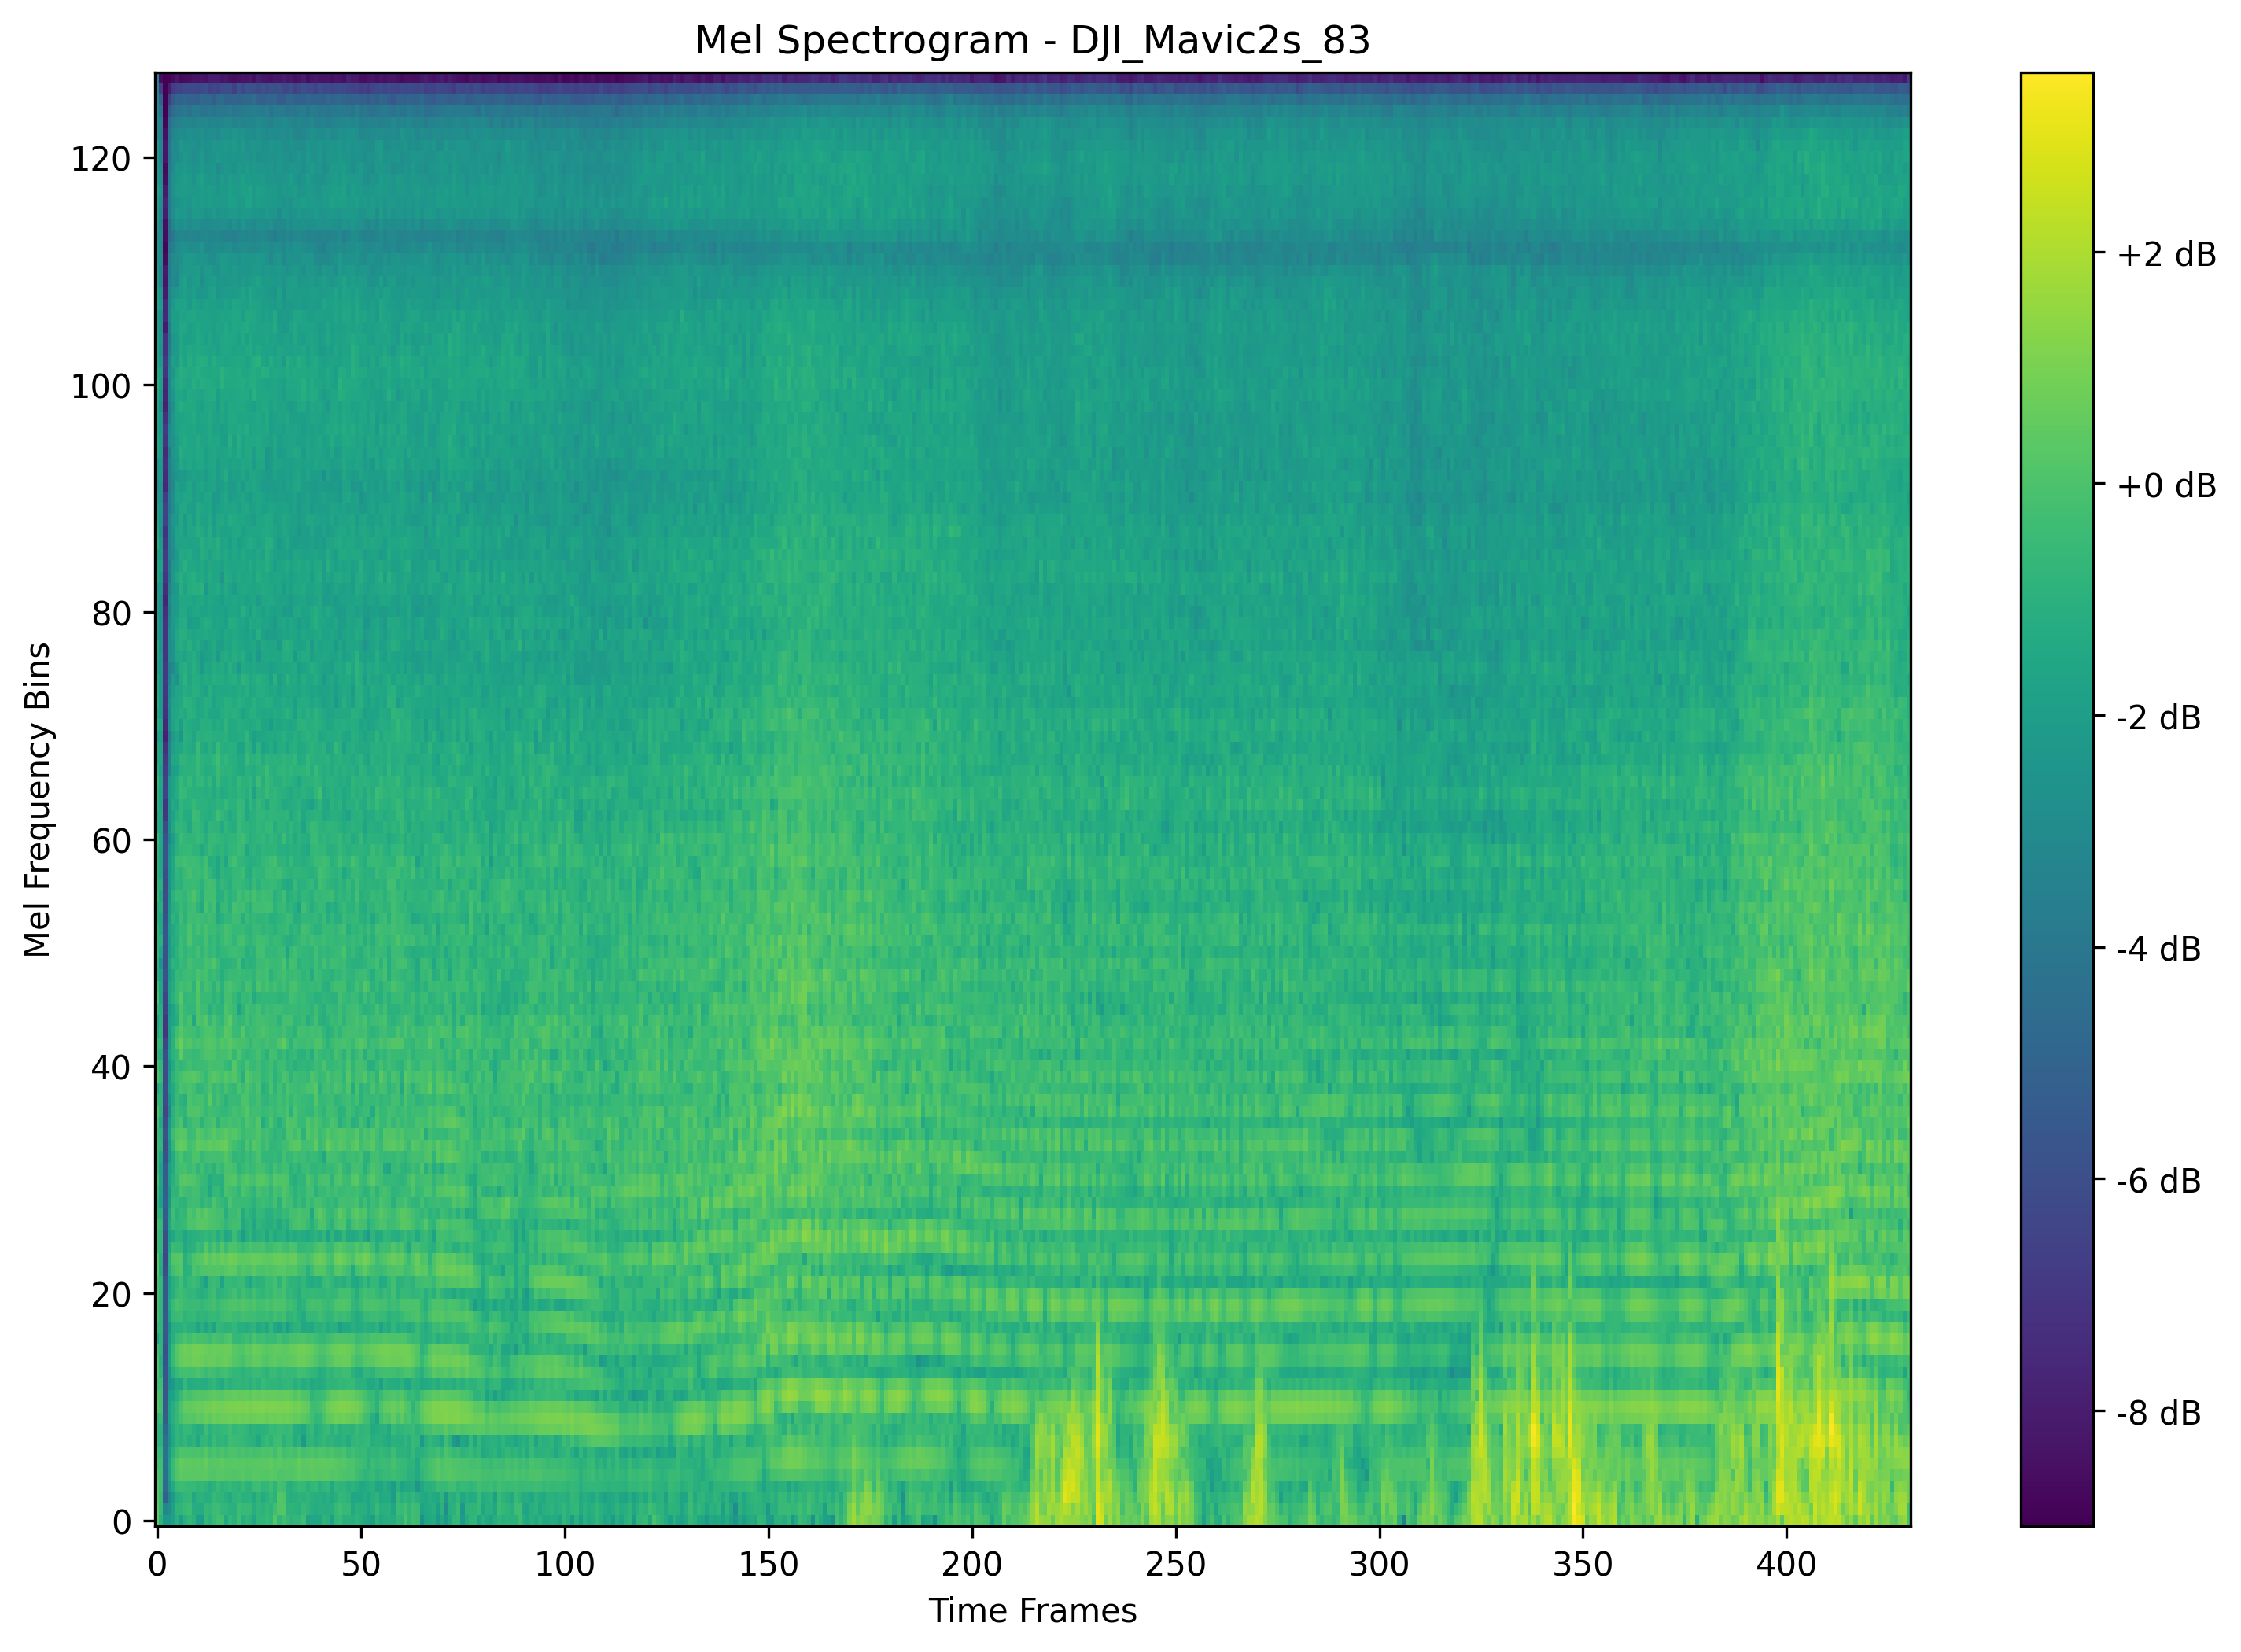 Mel Spectrogram - DJI_Mavic2s_83
Mel Frequency Bins
120
100
80
60
40
20
0
0 50 100 150 200 250 300 350 400
Time Frames
+2 dB
+0 dB
-2 dB
-4 dB
-6 dB
-8 dB